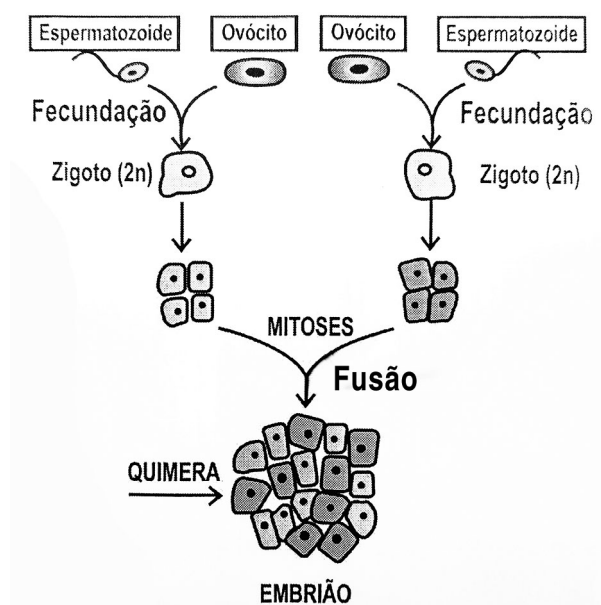 Espermatozoide Ovócito Ovócito Espermatozoide
Fecundação Fecundação
Zigoto (2n) Zigoto (2n)
MITOSES
Fusão
QUIMERA
EMBRIÃO